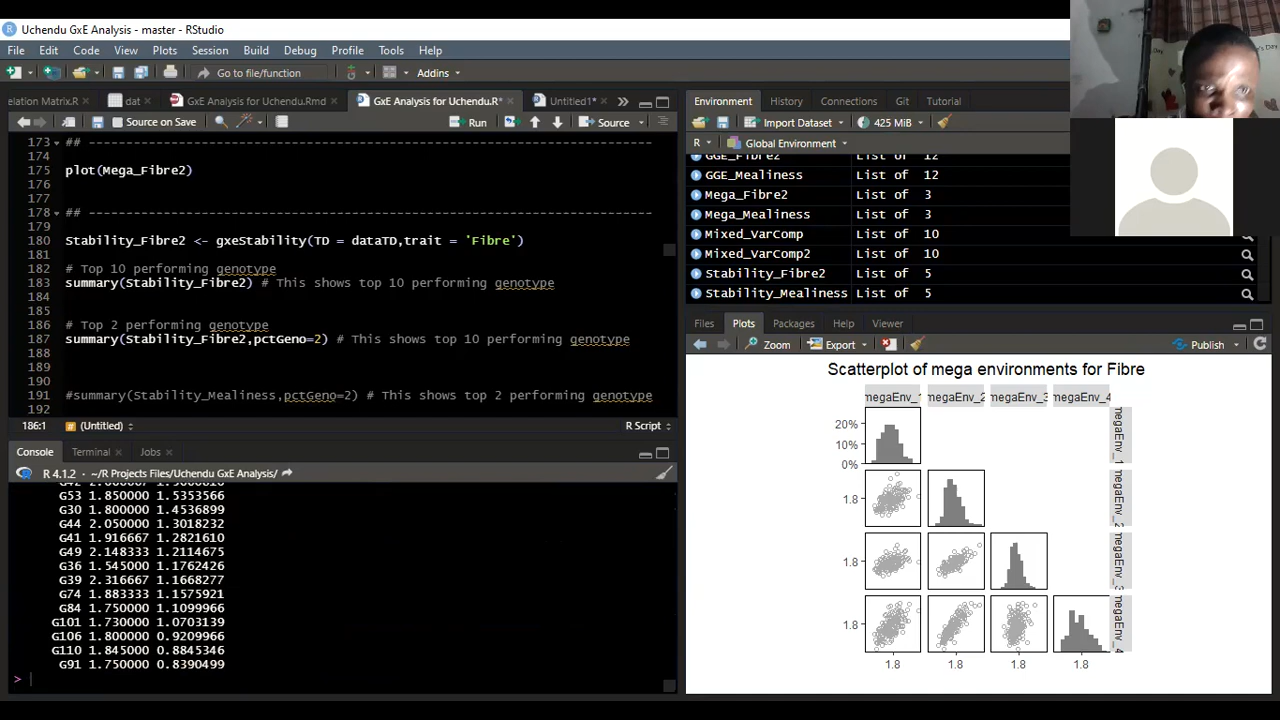 Uchendu GxE Analysis - master - RStudio
File Edit Code View Plots Session Build Debug Profile Tools Help
Go to file/function Addins
elation Matrix.R dat GxE Analysis for Uchendu.Rmd GxE Analysis for Uchendu.R* Untitled1*
Source on Save Run Source
173 ## ----------------------------------------------------------------------
174
175 plot(Mega_Fibre2)
176
177
178 ## ----------------------------------------------------------------------
179
180 Stability_Fibre2 <- gxeStability(TD = dataTD,trait = 'Fibre')
181
182 # Top 10 performing genotype
183 summary(Stability_Fibre2) # This shows top 10 performing genotype
184
185
186 # Top 2 performing genotype
187 summary(Stability_Fibre2,pctGeno=2) # This shows top 10 performing genotype
188
189
190
191 #summary(Stability_Mealiness,pctGeno=2) # This shows top 2 performing genotype
192
186:1 (Untitled) R Script
Console Terminal Jobs
R 4.1.2 · ~/R Projects Files/Uchendu GxE Analysis/
G53 1.850000 1.5353566
G30 1.800000 1.4536899
G44 2.050000 1.3018232
G41 1.916667 1.2821610
G49 2.148333 1.2114675
G36 1.545000 1.1762426
G39 2.316667 1.1668277
G74 1.883333 1.1575921
G84 1.750000 1.1099966
G101 1.730000 1.0703139
G106 1.800000 0.9209966
G110 1.845000 0.8845346
G91 1.750000 0.8390499
>
Environment History Connections Git Tutorial
Import Dataset 425 MiB
R Global Environment
GGE_Fibre2 List of 12
GGE_Mealiness List of 12
Mega_Fibre2 List of 3
Mega_Mealiness List of 3
Mixed_VarComp List of 10
Mixed_VarComp2 List of 10
Stability_Fibre2 List of 5
Stability_Mealiness List of 5
Files Plots Packages Help Viewer
Zoom Export Publish
Scatterplot of mega environments for Fibre
megaEnv_1 megaEnv_2 megaEnv_3 megaEnv_4
20%
10%
0%
megaEnv_1
1.8
megaEnv_2
1.8
megaEnv_3
1.8
megaEnv_4
1.8 1.8 1.8 1.8